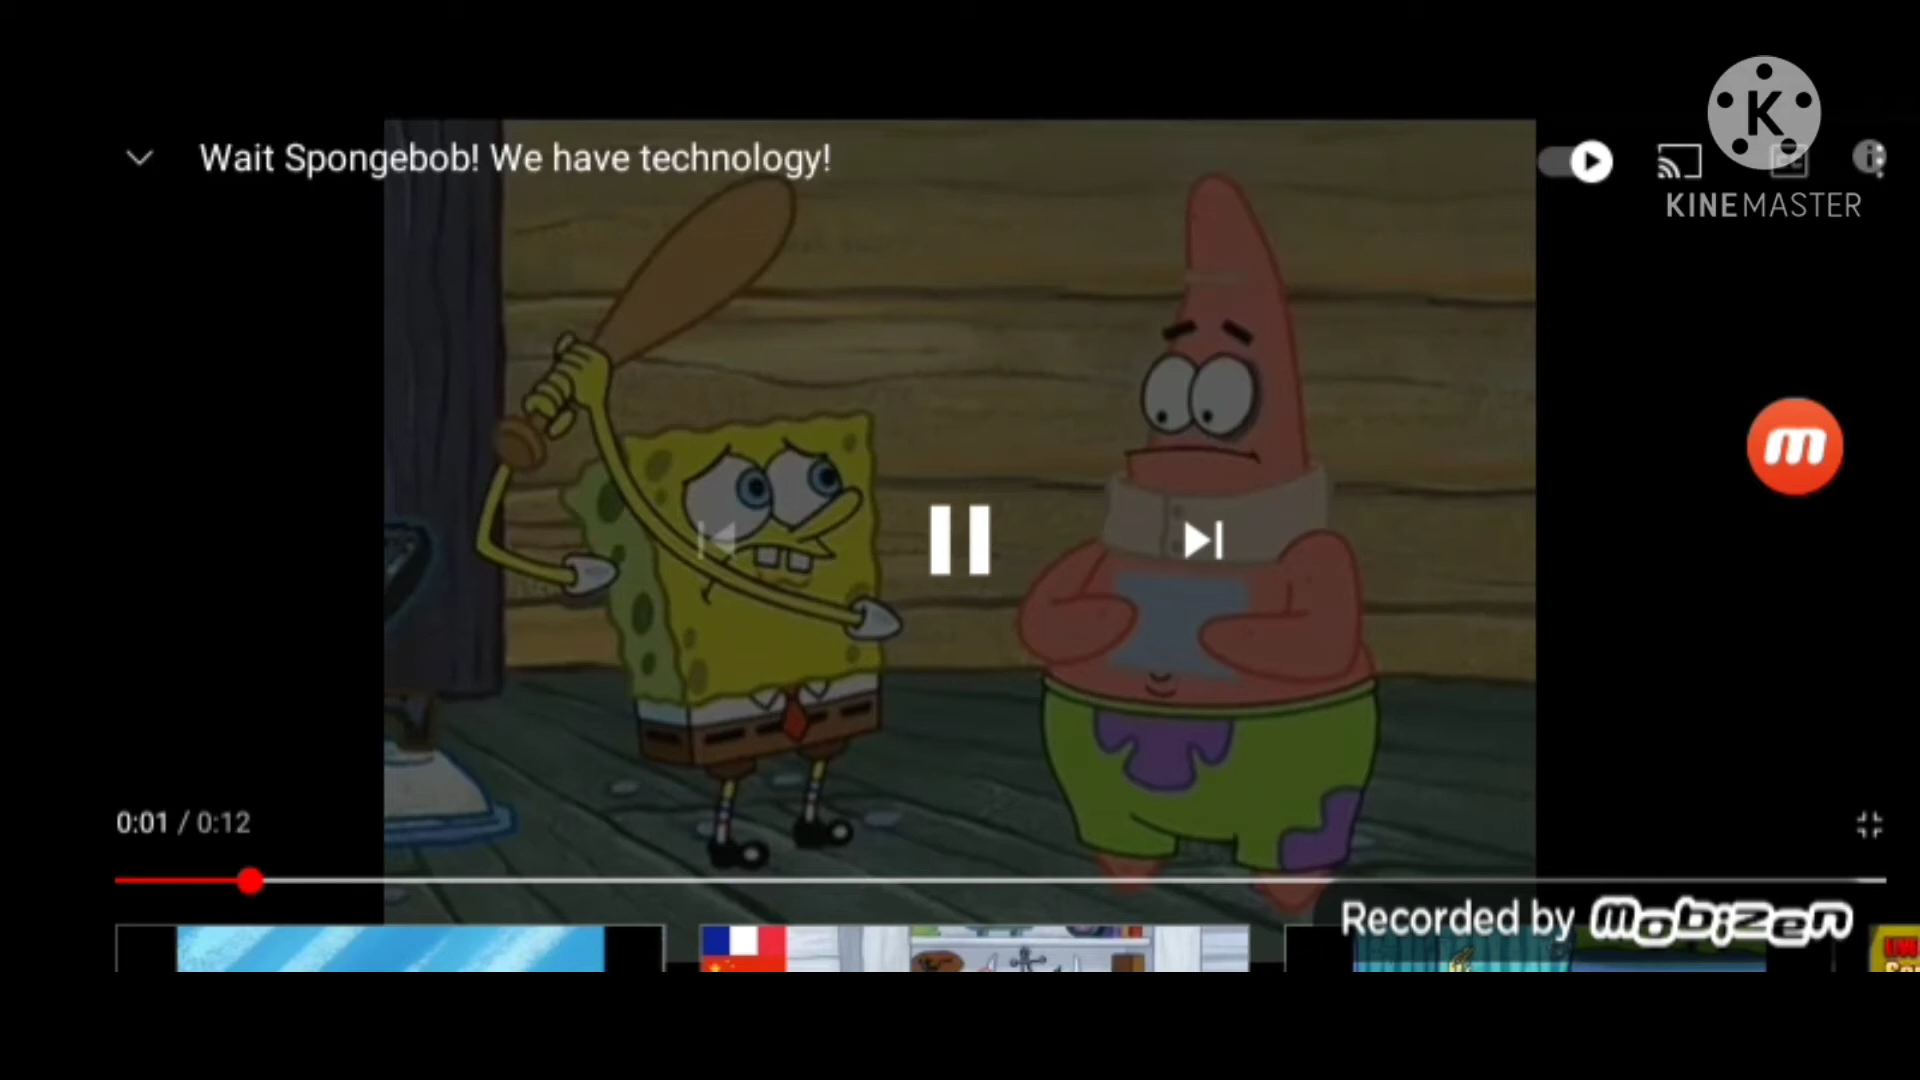 Wait Spongebob! We have technology!
K
KINEMASTER
m
0:01 / 0:12
Recorded by mobizen